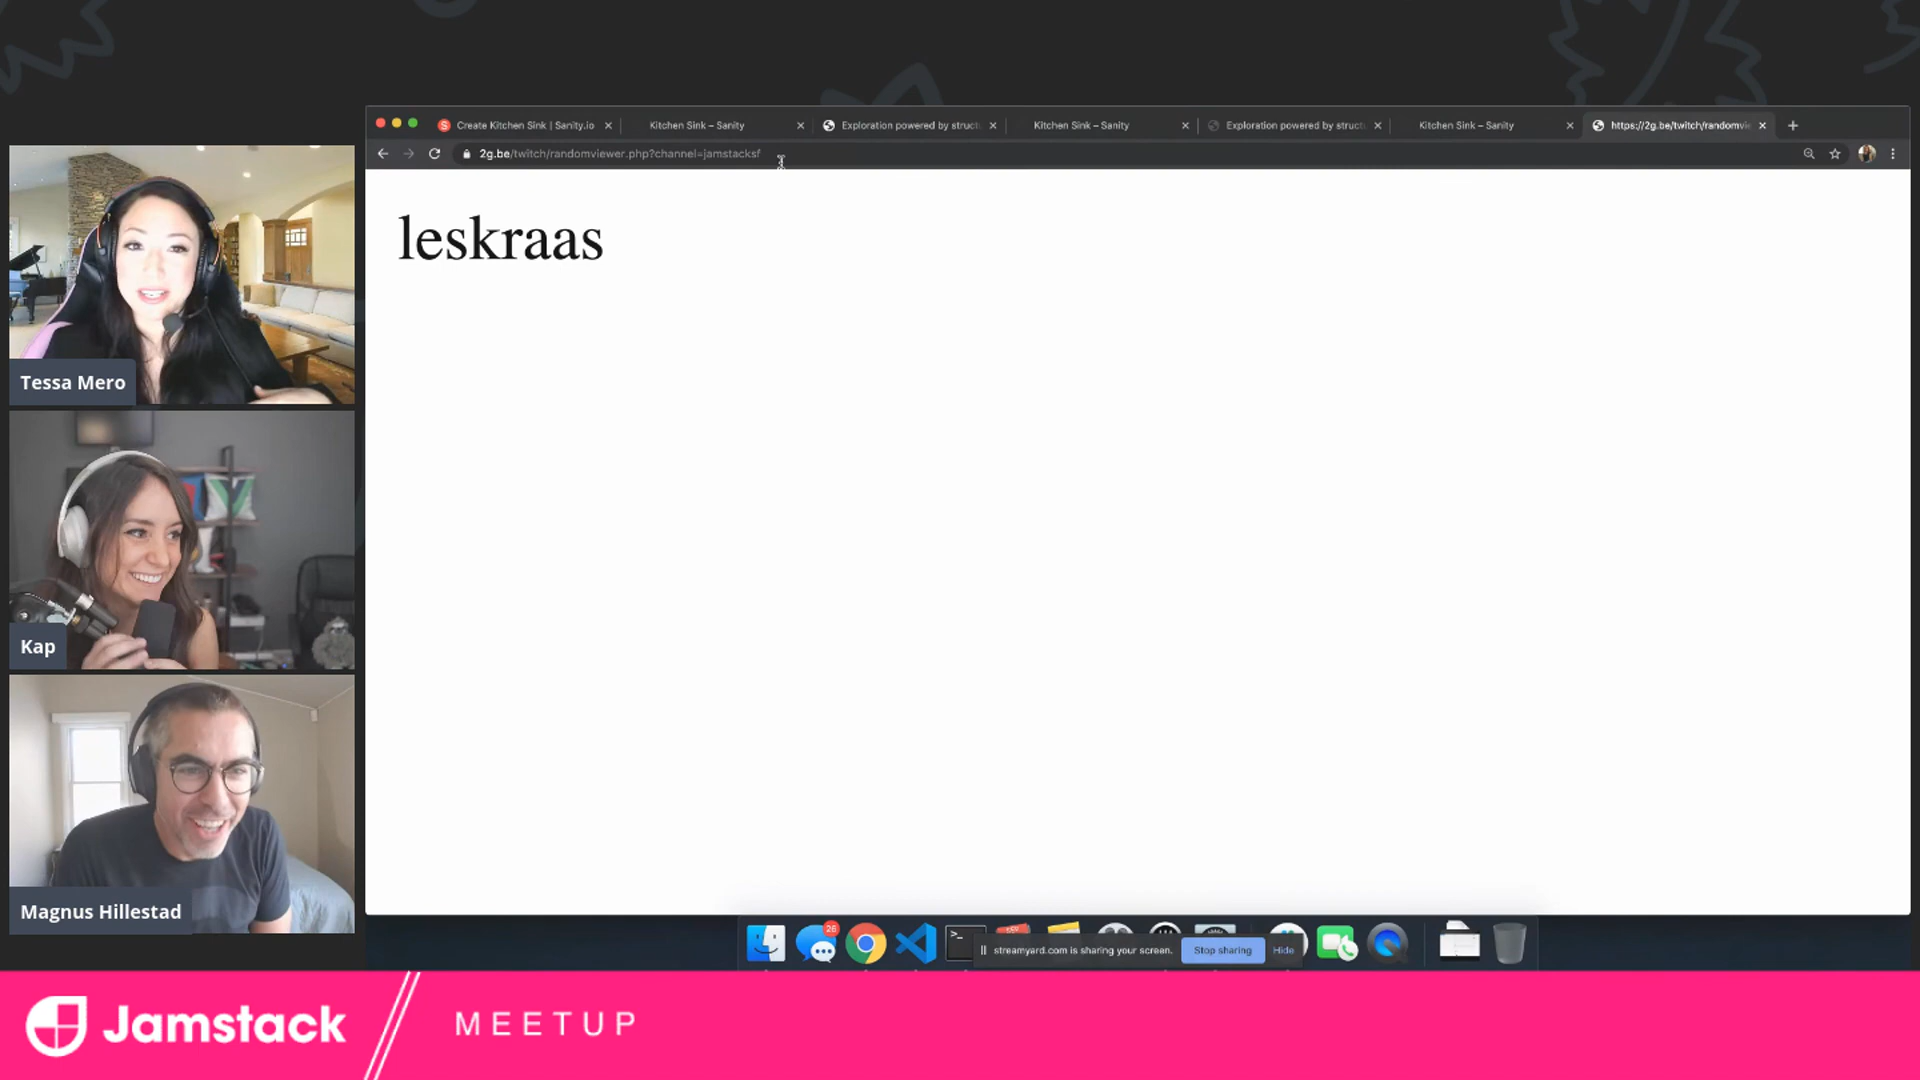 Create Kitchen Sink | Sanity.io
Kitchen Sink – Sanity
Exploration powered by struct
Kitchen Sink – Sanity
Exploration powered by struct
Kitchen Sink – Sanity
https://2g.be/twitch/randomvi
2g.be/twitch/randomviewer.php?channel=jamstacksf
leskraas
Tessa Mero
Kap
Magnus Hillestad
26
streamyard.com is sharing your screen.
Stop sharing
Hide
Jamstack
MEETUP